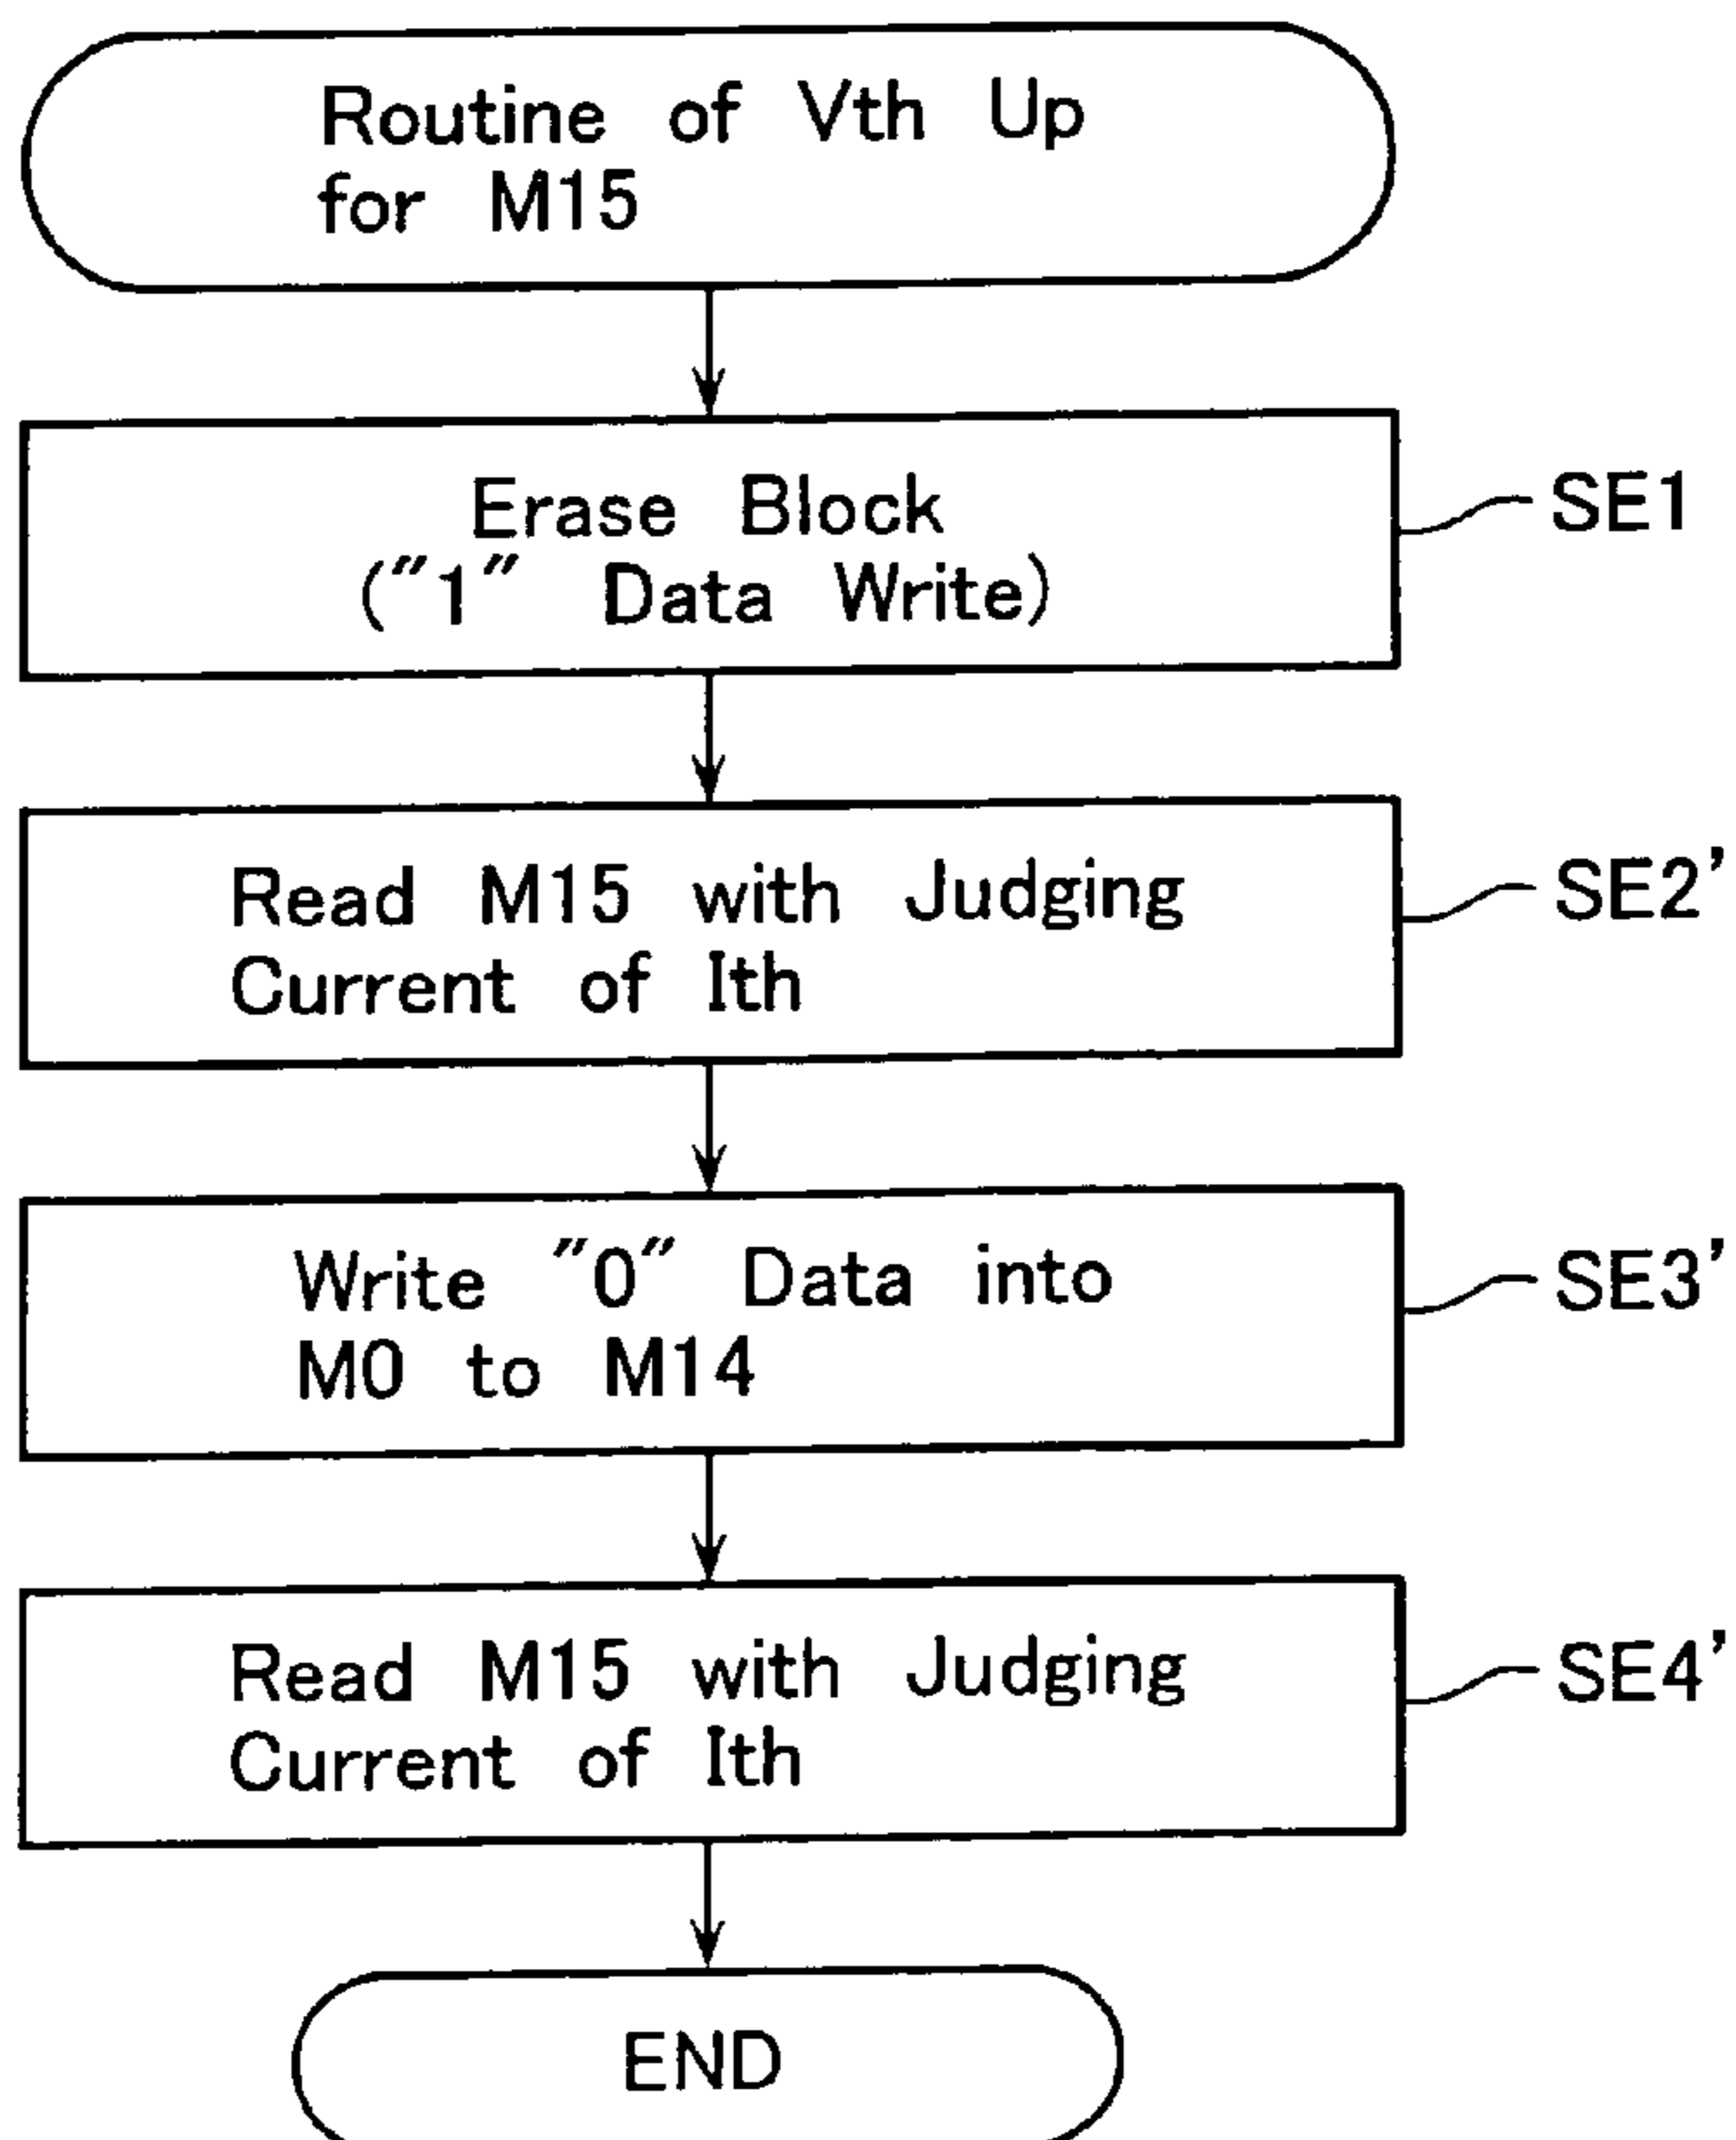 Routine of Vth Up
for M15
Erase Block
("1" Data Write)
SE1
Read M15 with Judging
Current of Ith
SE2'
Write "0" Data into
M0 to M14
SE3'
Read M15 with Judging
Current of Ith
SE4'
END